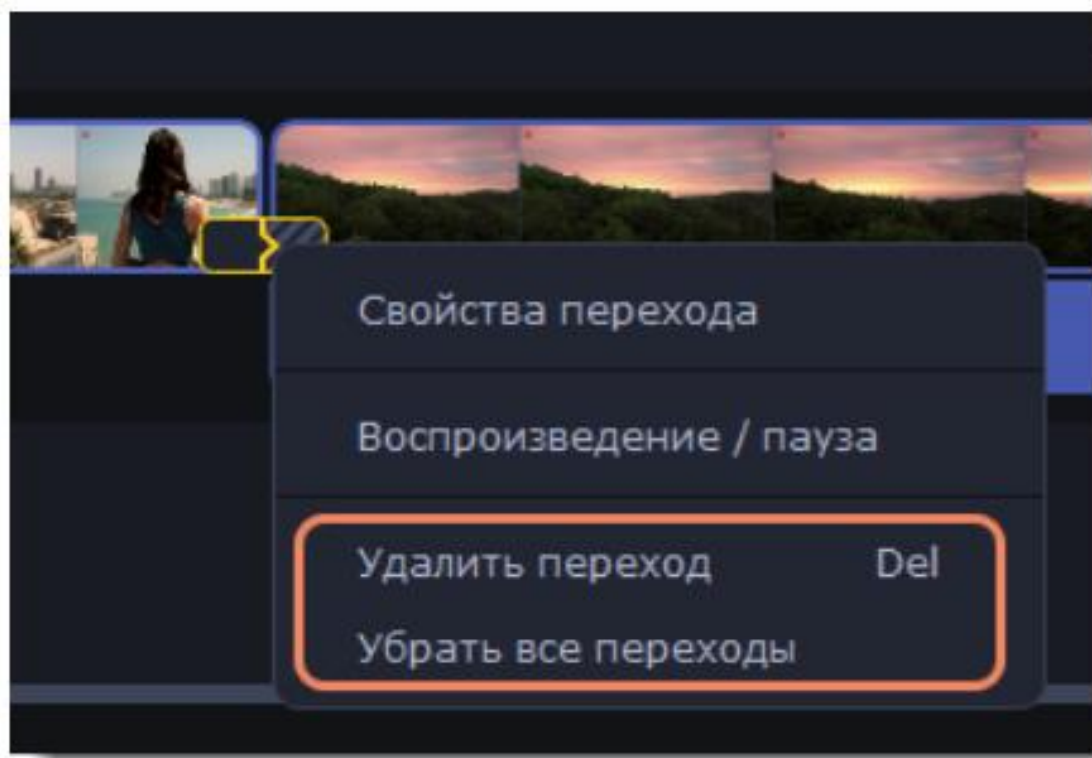 Свойства перехода
Воспроизведение / пауза
Удалить переход Del
Убрать все переходы